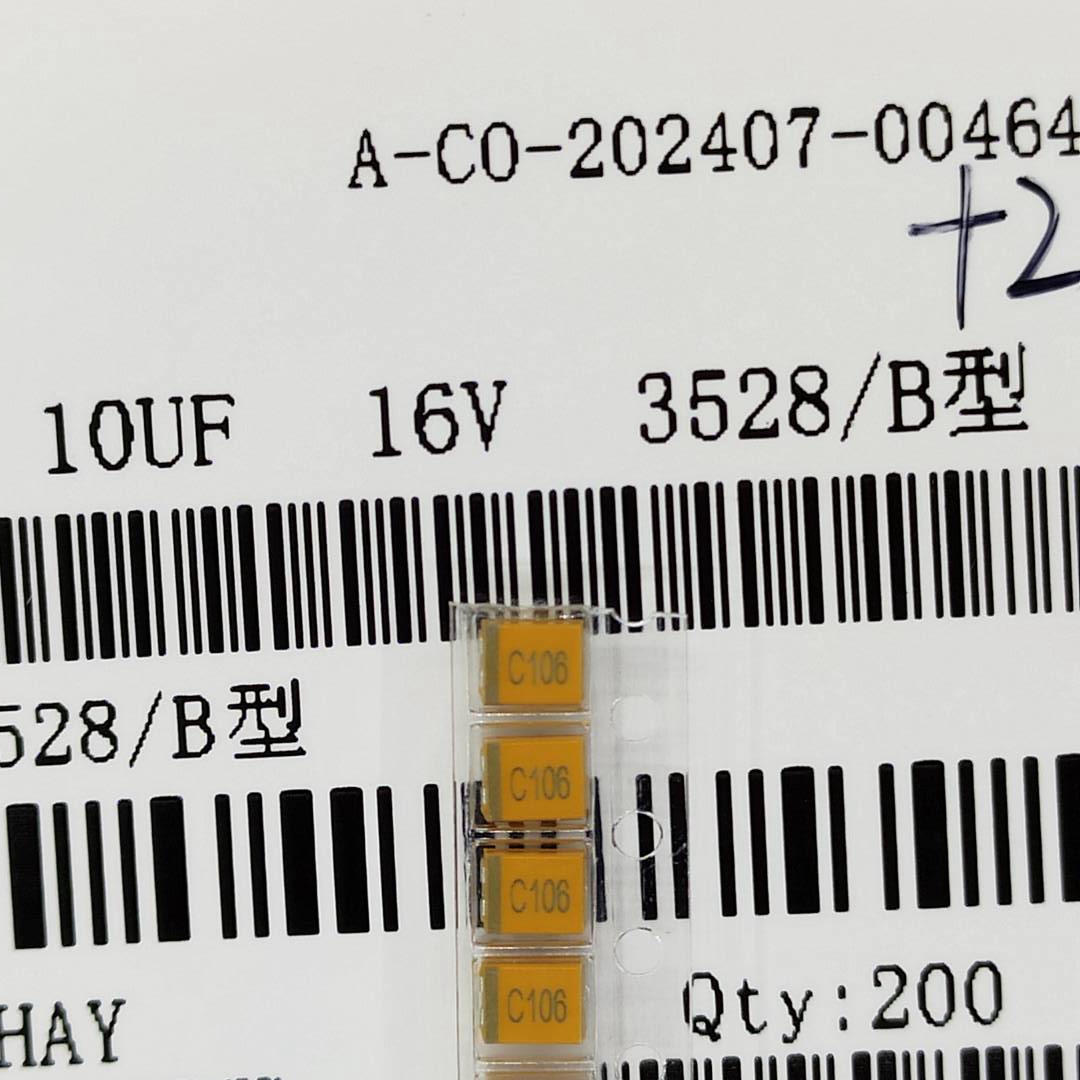 A-CO-202407-00464
+2
10UF 16V 3528/B型
C106
528/B型
C106
C106
C106
HAY
Qty:200